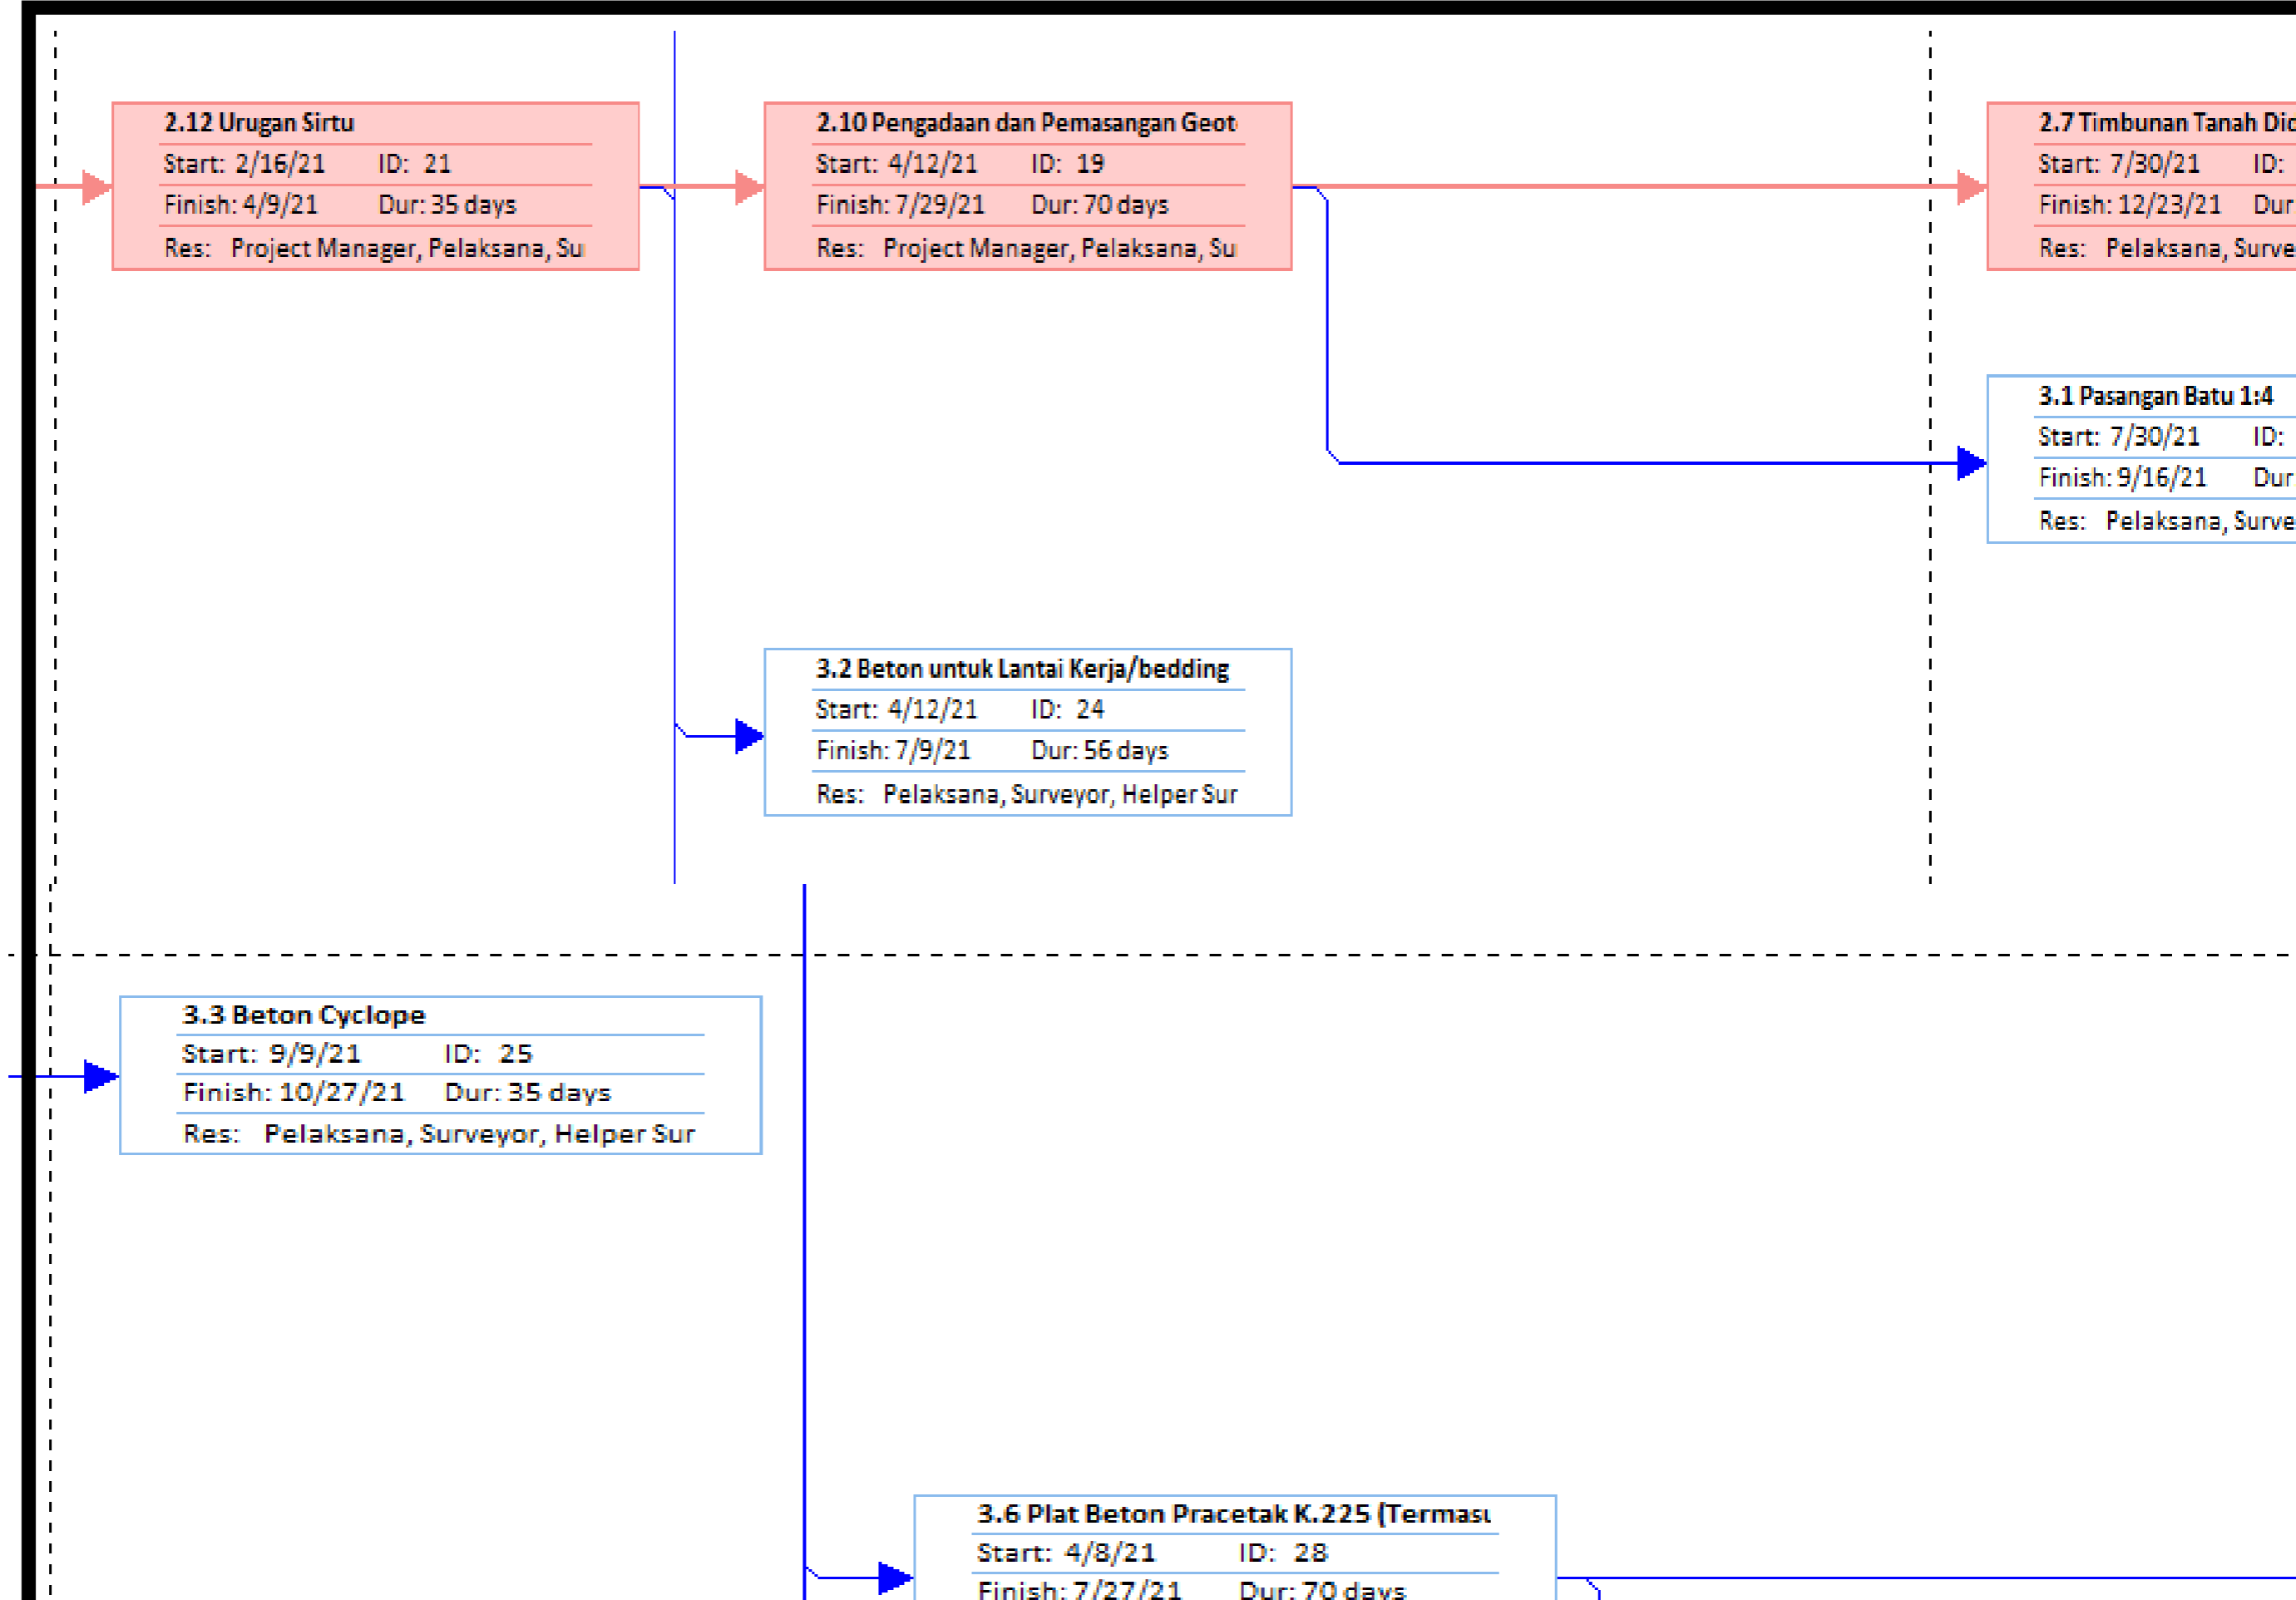 2.12 Urugan Sirtu
Start: 2/16/21 ID: 21
Finish: 4/9/21 Dur: 35 days
Res: Project Manager, Pelaksana, Su
2.10 Pengadaan dan Pemasangan Geot
Start: 4/12/21 ID: 19
Finish: 7/29/21 Dur: 70 days
Res: Project Manager, Pelaksana, Su
2.7 Timbunan Tanah Did
Start: 7/30/21 ID:
Finish: 12/23/21 Dur
Res: Pelaksana, Surve
3.1 Pasangan Batu 1:4
Start: 7/30/21 ID:
Finish: 9/16/21 Dur
Res: Pelaksana, Surve
3.2 Beton untuk Lantai Kerja/bedding
Start: 4/12/21 ID: 24
Finish: 7/9/21 Dur: 56 days
Res: Pelaksana, Surveyor, Helper Sur
3.3 Beton Cyclope
Start: 9/9/21 ID: 25
Finish: 10/27/21 Dur: 35 days
Res: Pelaksana, Surveyor, Helper Sur
3.6 Plat Beton Pracetak K.225 (Termasu
Start: 4/8/21 ID: 28
Finish: 7/27/21 Dur: 70 days